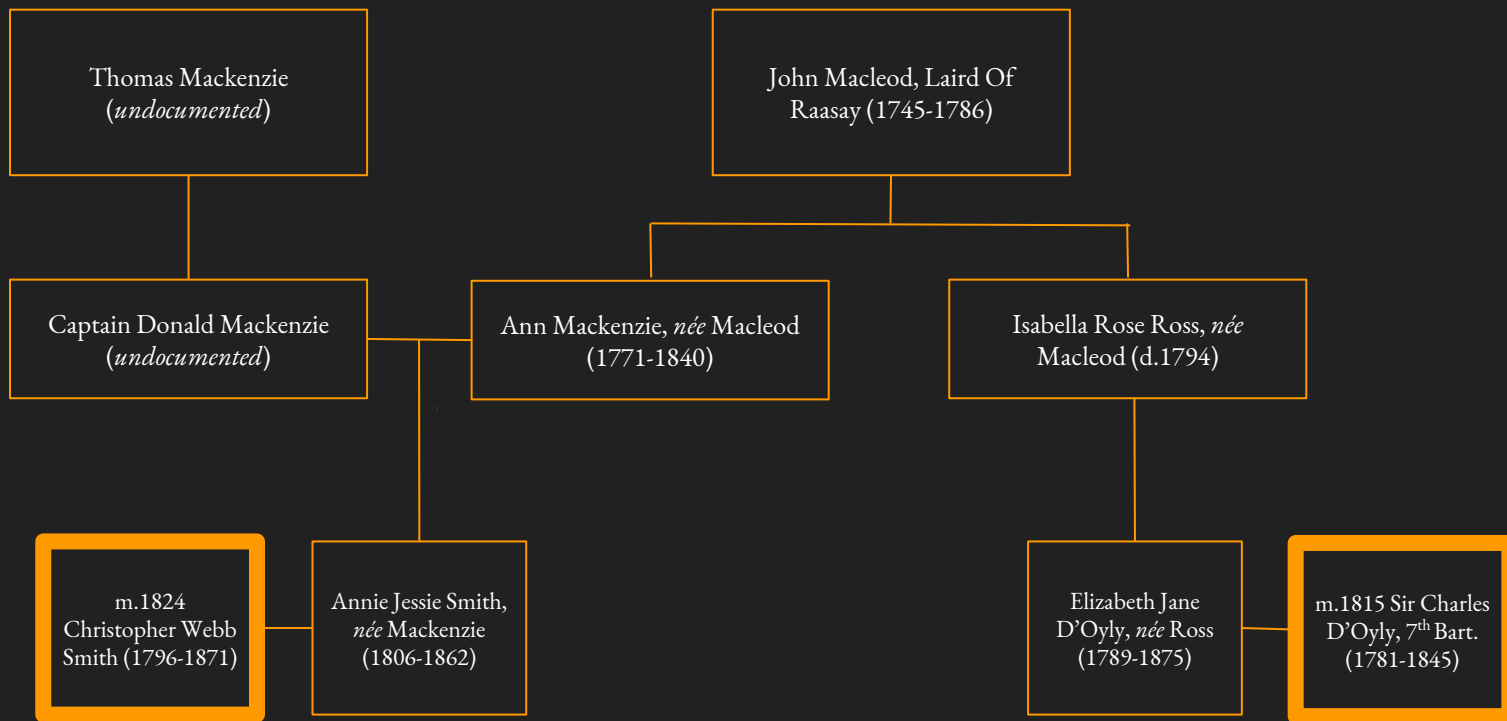 Thomas Mackenzie
(undocumented)
John Macleod, Laird Of
Raasay (1745-1786)
Captain Donald Mackenzie
(undocumented)
Ann Mackenzie, née Macleod
(1771-1840)
Isabella Rose Ross, née
Macleod (d.1794)
m.1824
Christopher Webb
Smith (1796-1871)
Annie Jessie Smith,
née Mackenzie
(1806-1862)
Elizabeth Jane
D’Oyly, née Ross
(1789-1875)
m.1815 Sir Charles
D’Oyly, 7th Bart.
(1781-1845)